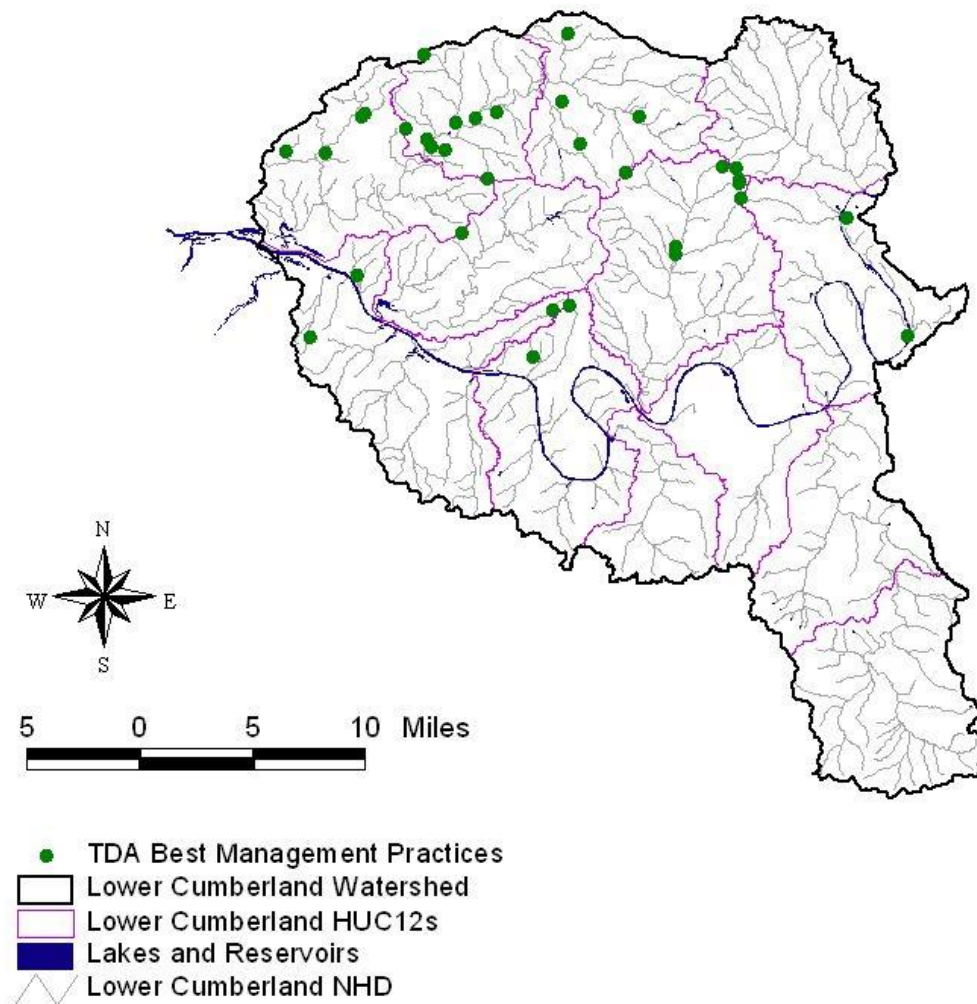 N
W E
S
5 0 5 10 Miles
TDA Best Management Practices
Lower Cumberland Watershed
Lower Cumberland HUC12s
Lakes and Reservoirs
Lower Cumberland NHD